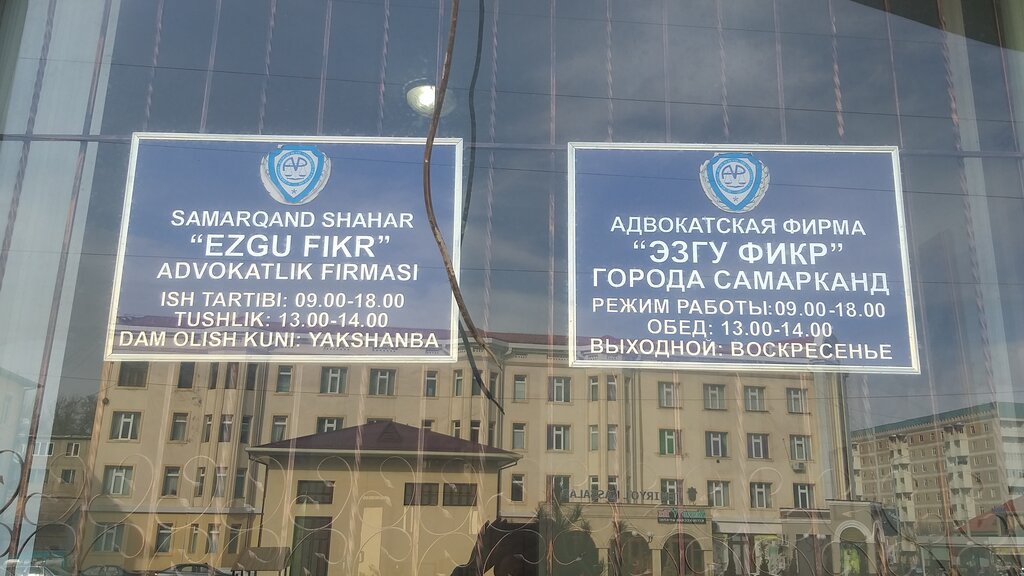 SAMARQAND SHAHAR
“EZGU FIKR”
ADVOKATLIK FIRMASI
ISH TARTIBI: 09.00-18.00
TUSHLIK: 13.00-14.00
DAM OLISH KUNI: YAKSHANBA
АДВОКАТСКАЯ ФИРМА
“ЭЗГУ ФИКР”
ГОРОДА САМАРКАНД
РЕЖИМ РАБОТЫ:09.00-18.00
ОБЕД: 13.00-14.00
ВЫХОДНОЙ: ВОСКРЕСЕНЬЕ